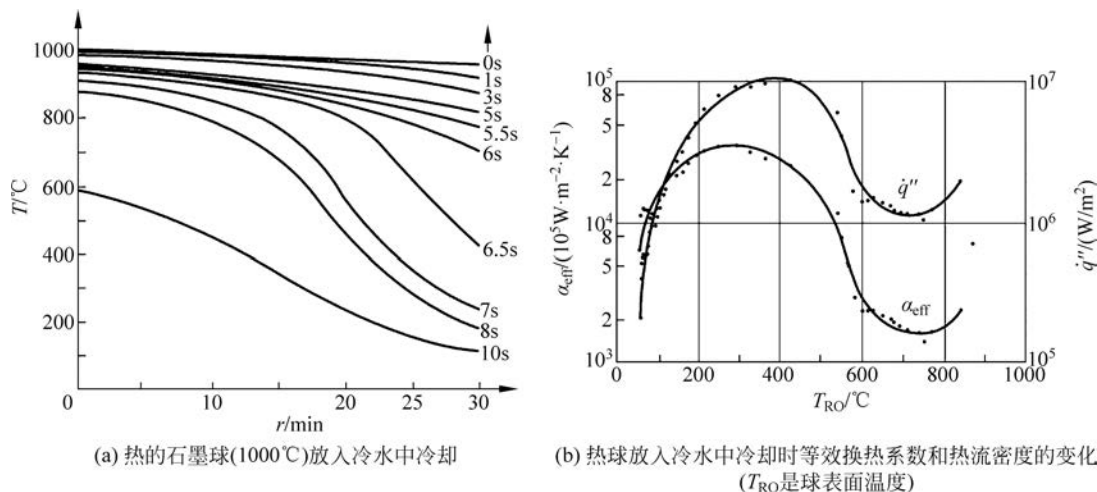 1000
800
600
400
200
0
T/℃
0s
1s
3s
5s
5.5s
6s
6.5s
7s
8s
10s
10
20
30
r/min
(a) 热的石墨球(1000℃)放入冷水中冷却
10⁵
8
5
2
10⁴
8
5
2
10³
α_eff/(10⁵W·m⁻²·K⁻¹)
q̇″
α_eff
10⁷
10⁶
10⁵
q̇″/(W/m²)
0 200 400 600 800 1000
T_RO/℃
(b) 热球放入冷水中冷却时等效换热系数和热流密度的变化
(T_RO是球表面温度)